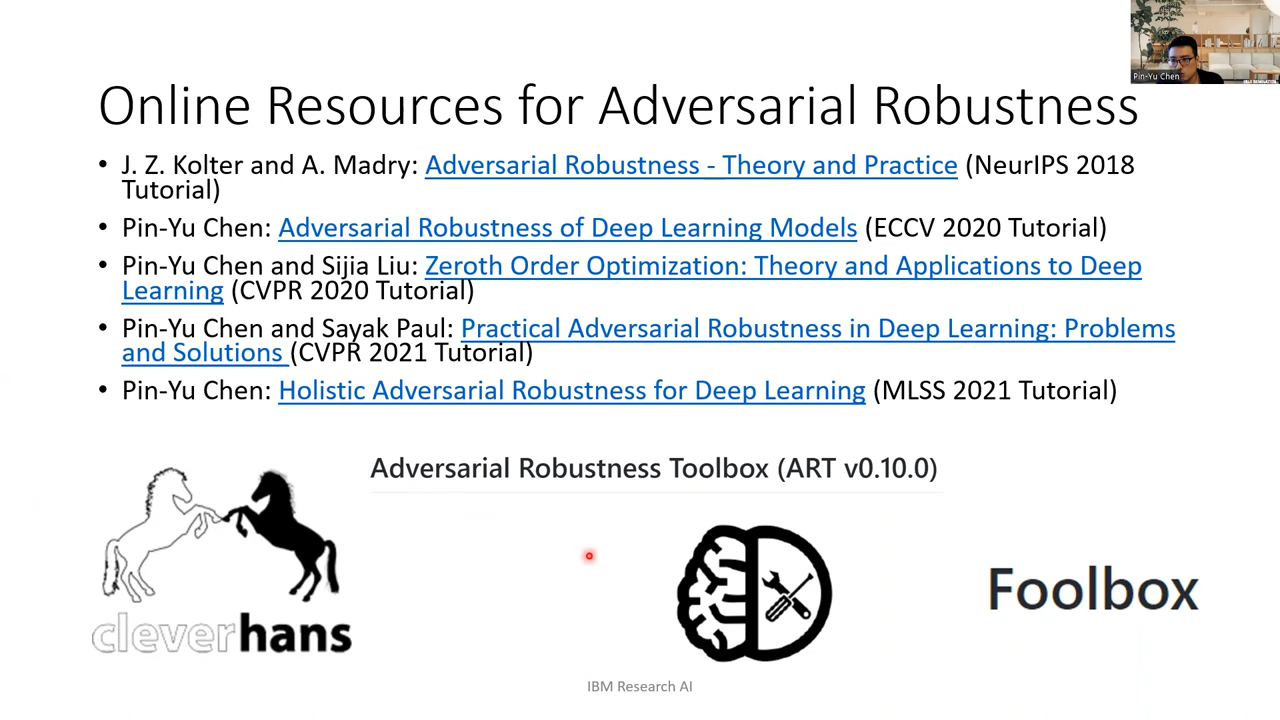 Pin-Yu Chen
Online Resources for Adversarial Robustness
• J. Z. Kolter and A. Madry: Adversarial Robustness - Theory and Practice (NeurIPS 2018
Tutorial)
• Pin-Yu Chen: Adversarial Robustness of Deep Learning Models (ECCV 2020 Tutorial)
• Pin-Yu Chen and Sijia Liu: Zeroth Order Optimization: Theory and Applications to Deep
Learning (CVPR 2020 Tutorial)
• Pin-Yu Chen and Sayak Paul: Practical Adversarial Robustness in Deep Learning: Problems
and Solutions (CVPR 2021 Tutorial)
• Pin-Yu Chen: Holistic Adversarial Robustness for Deep Learning (MLSS 2021 Tutorial)
Adversarial Robustness Toolbox (ART v0.10.0)
cleverhans
Foolbox
IBM Research AI